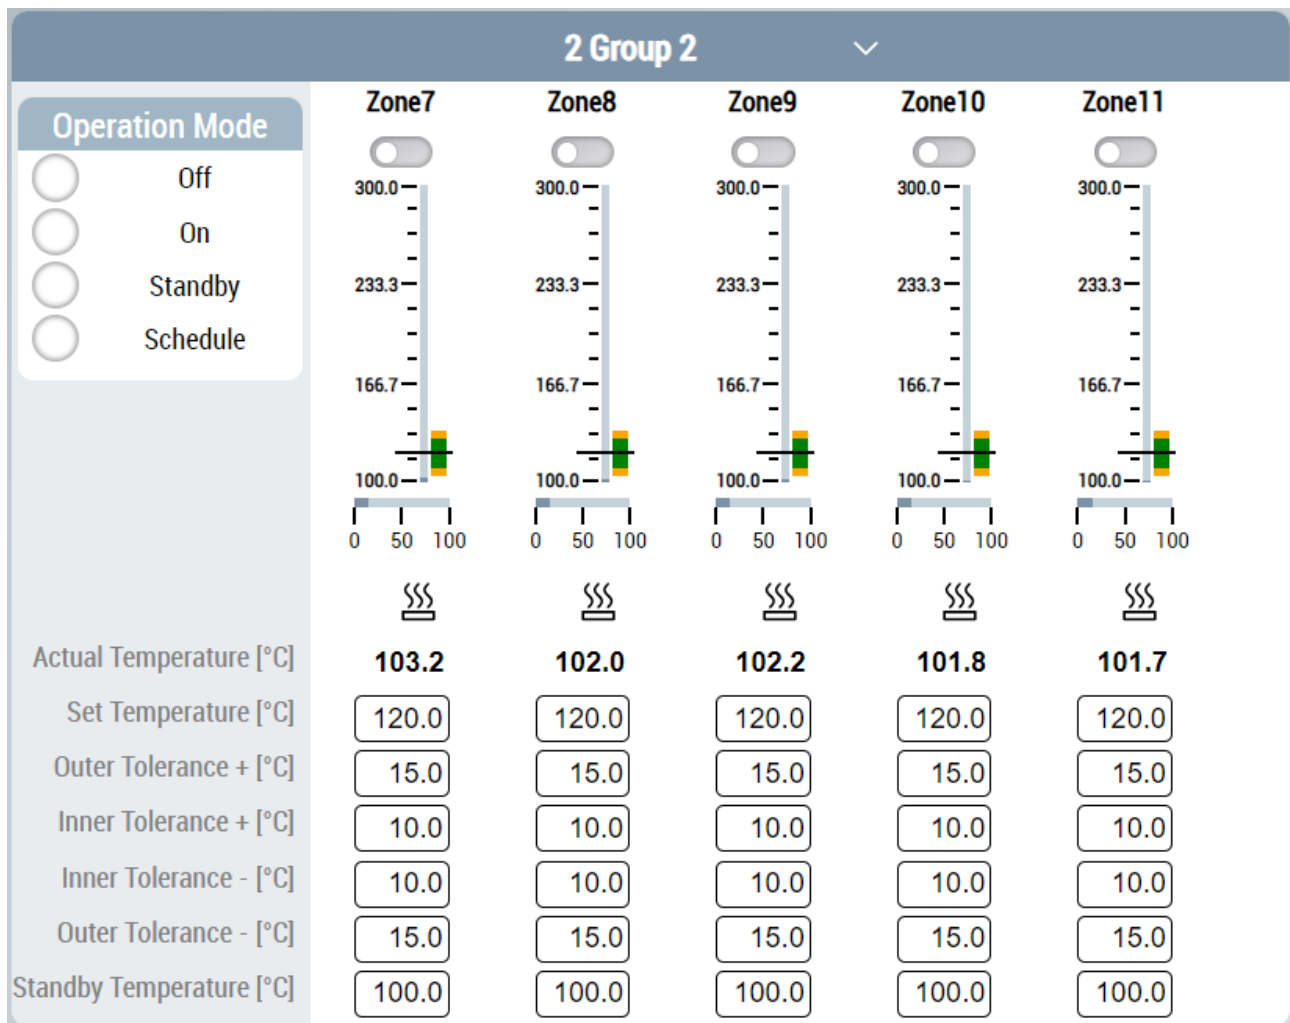 2 Group 2
Zone7 Zone8 Zone9 Zone10 Zone11
Operation Mode
Off
On
Standby
Schedule
300.0 300.0 300.0 300.0 300.0
233.3 233.3 233.3 233.3 233.3
166.7 166.7 166.7 166.7 166.7
100.0 100.0 100.0 100.0 100.0
0 50 100 0 50 100 0 50 100 0 50 100 0 50 100
Actual Temperature [°C] 103.2 102.0 102.2 101.8 101.7
Set Temperature [°C] 120.0 120.0 120.0 120.0 120.0
Outer Tolerance + [°C] 15.0 15.0 15.0 15.0 15.0
Inner Tolerance + [°C] 10.0 10.0 10.0 10.0 10.0
Inner Tolerance - [°C] 10.0 10.0 10.0 10.0 10.0
Outer Tolerance - [°C] 15.0 15.0 15.0 15.0 15.0
Standby Temperature [°C] 100.0 100.0 100.0 100.0 100.0